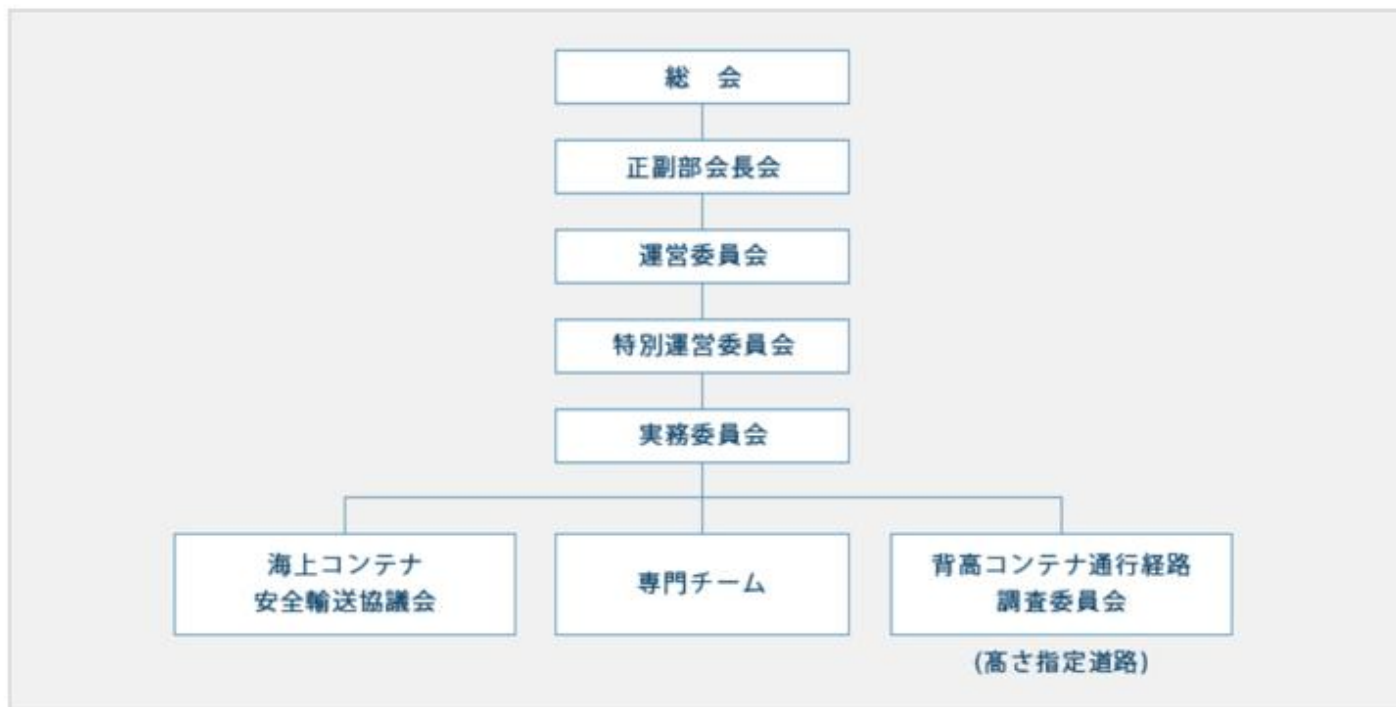 総　会
正副部会長会
運営委員会
特別運営委員会
実務委員会
海上コンテナ
安全輸送協議会
専門チーム
背高コンテナ通行経路
調査委員会
(髙さ指定道路)